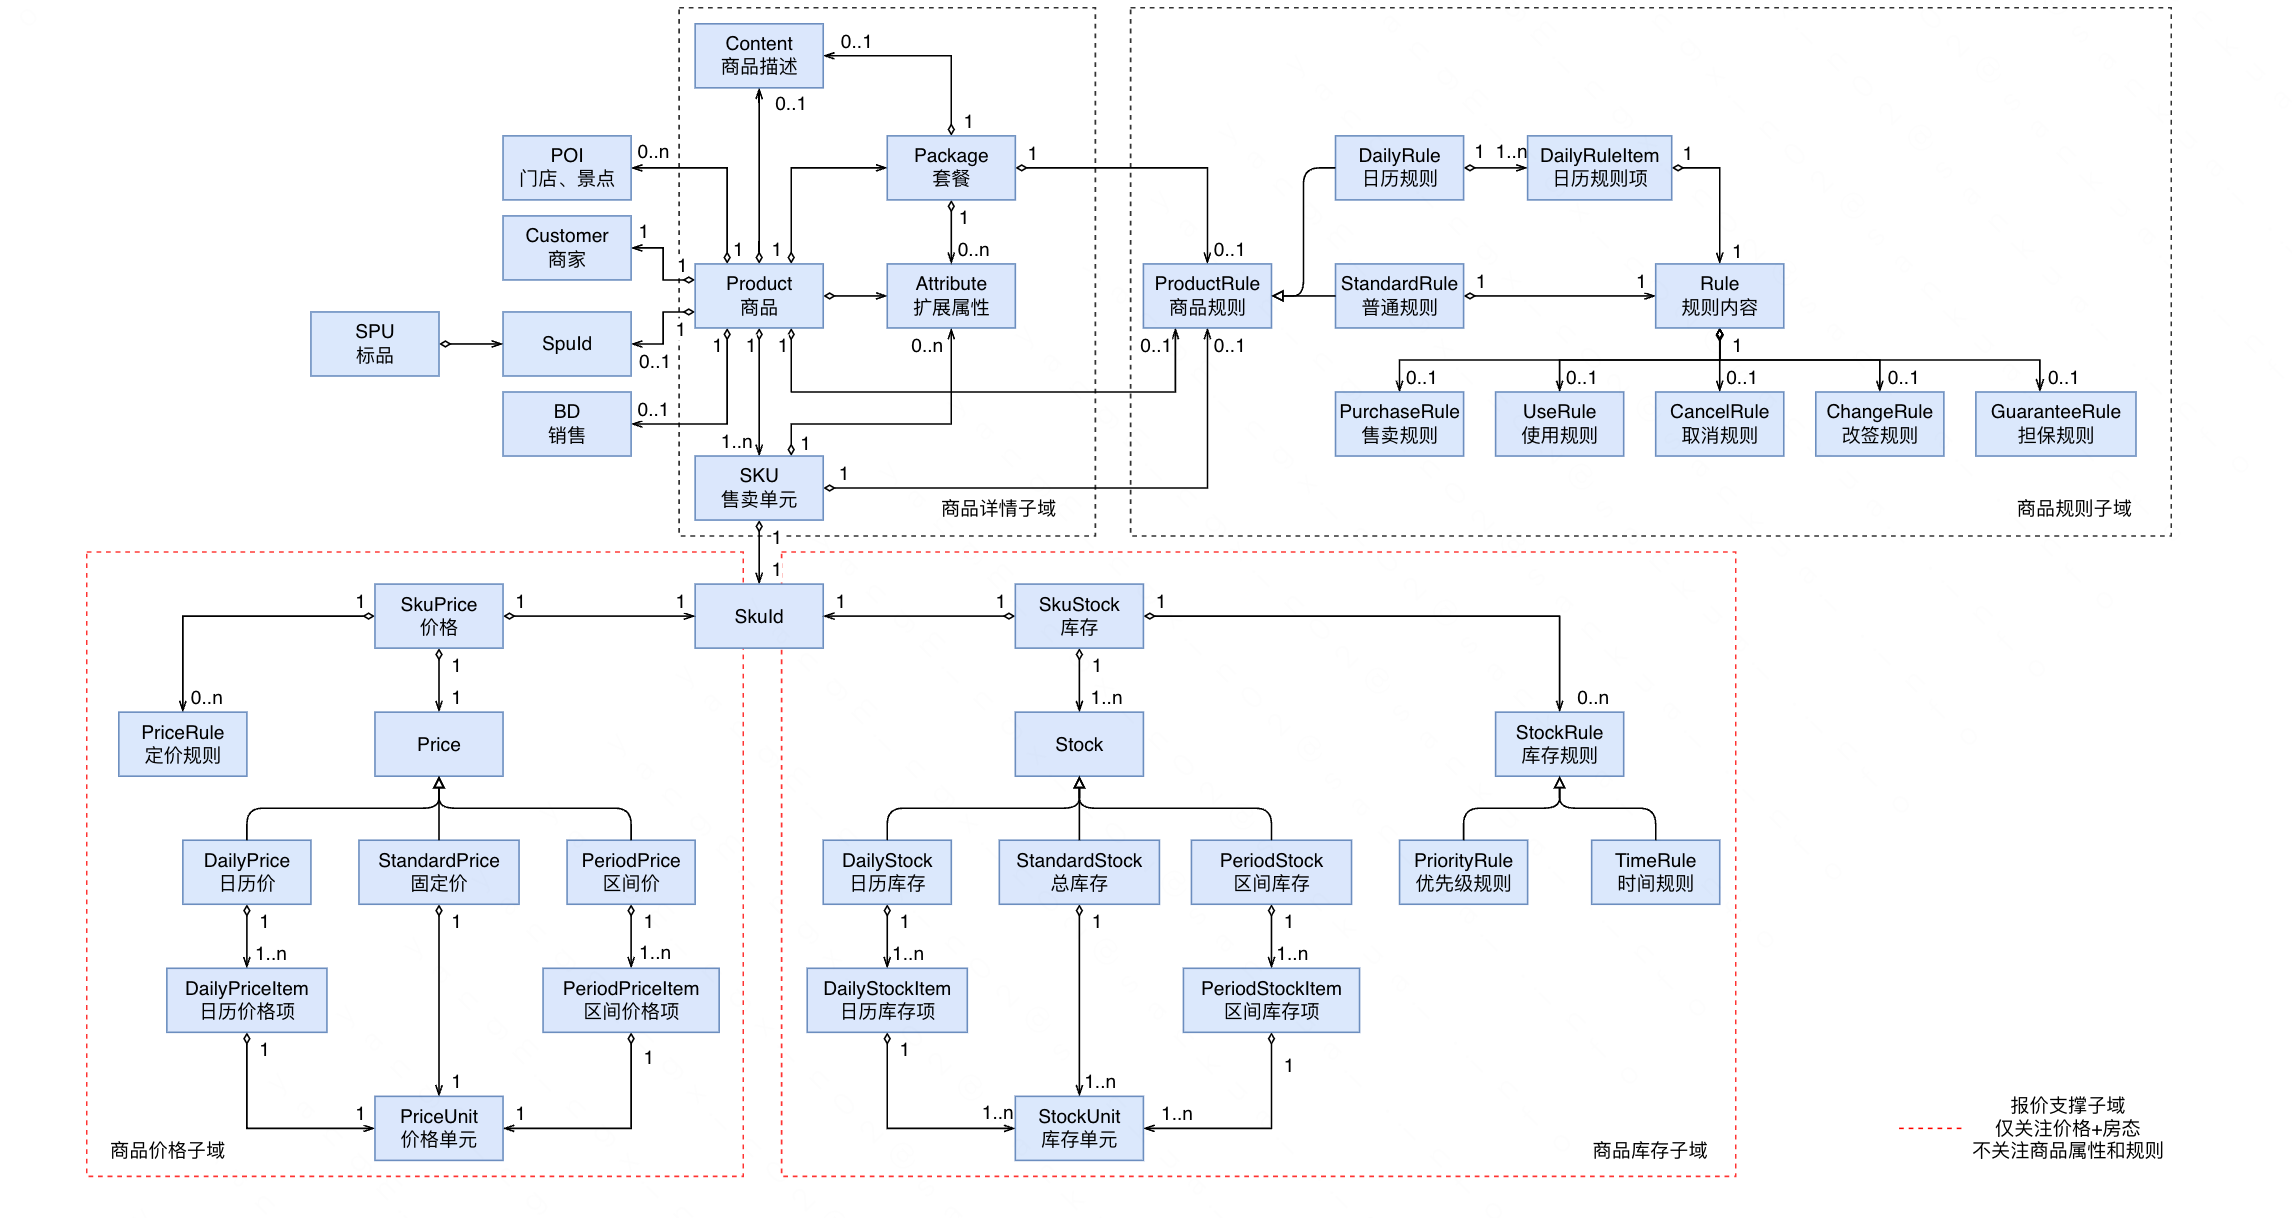 Content
商品描述
0..1
0..1
1
POI
门店、景点
0..n
Package
套餐
1
DailyRule
日历规则
1
1..n
DailyRuleItem
日历规则项
1
Customer
商家
1
1
1
1
1
0..n
0..1
1
Product
商品
Attribute
扩展属性
ProductRule
商品规则
StandardRule
普通规则
1
1
Rule
规则内容
SPU
标品
SpuId
1
0..1
1
1
1
0..n
0..1
0..1
1
BD
销售
0..1
0..1
0..1
0..1
0..1
0..1
PurchaseRule
售卖规则
UseRule
使用规则
CancelRule
取消规则
ChangeRule
改签规则
GuaranteeRule
担保规则
1..n
1
SKU
售卖单元
1
商品详情子域
商品规则子域
1
1
1
SkuPrice
价格
1
1
SkuId
1
1
SkuStock
库存
1
0..n
1
1
1
1..n
0..n
PriceRule
定价规则
Price
Stock
StockRule
库存规则
DailyPrice
日历价
StandardPrice
固定价
PeriodPrice
区间价
DailyStock
日历库存
StandardStock
总库存
PeriodStock
区间库存
PriorityRule
优先级规则
TimeRule
时间规则
1
1
1
1
1
1
1..n
1..n
1..n
1..n
DailyPriceItem
日历价格项
PeriodPriceItem
区间价格项
DailyStockItem
日历库存项
PeriodStockItem
区间库存项
1
1
1
1
1
1..n
1
PriceUnit
价格单元
1
1..n
StockUnit
库存单元
1..n
商品价格子域
商品库存子域
报价支撑子域
仅关注价格+房态
不关注商品属性和规则